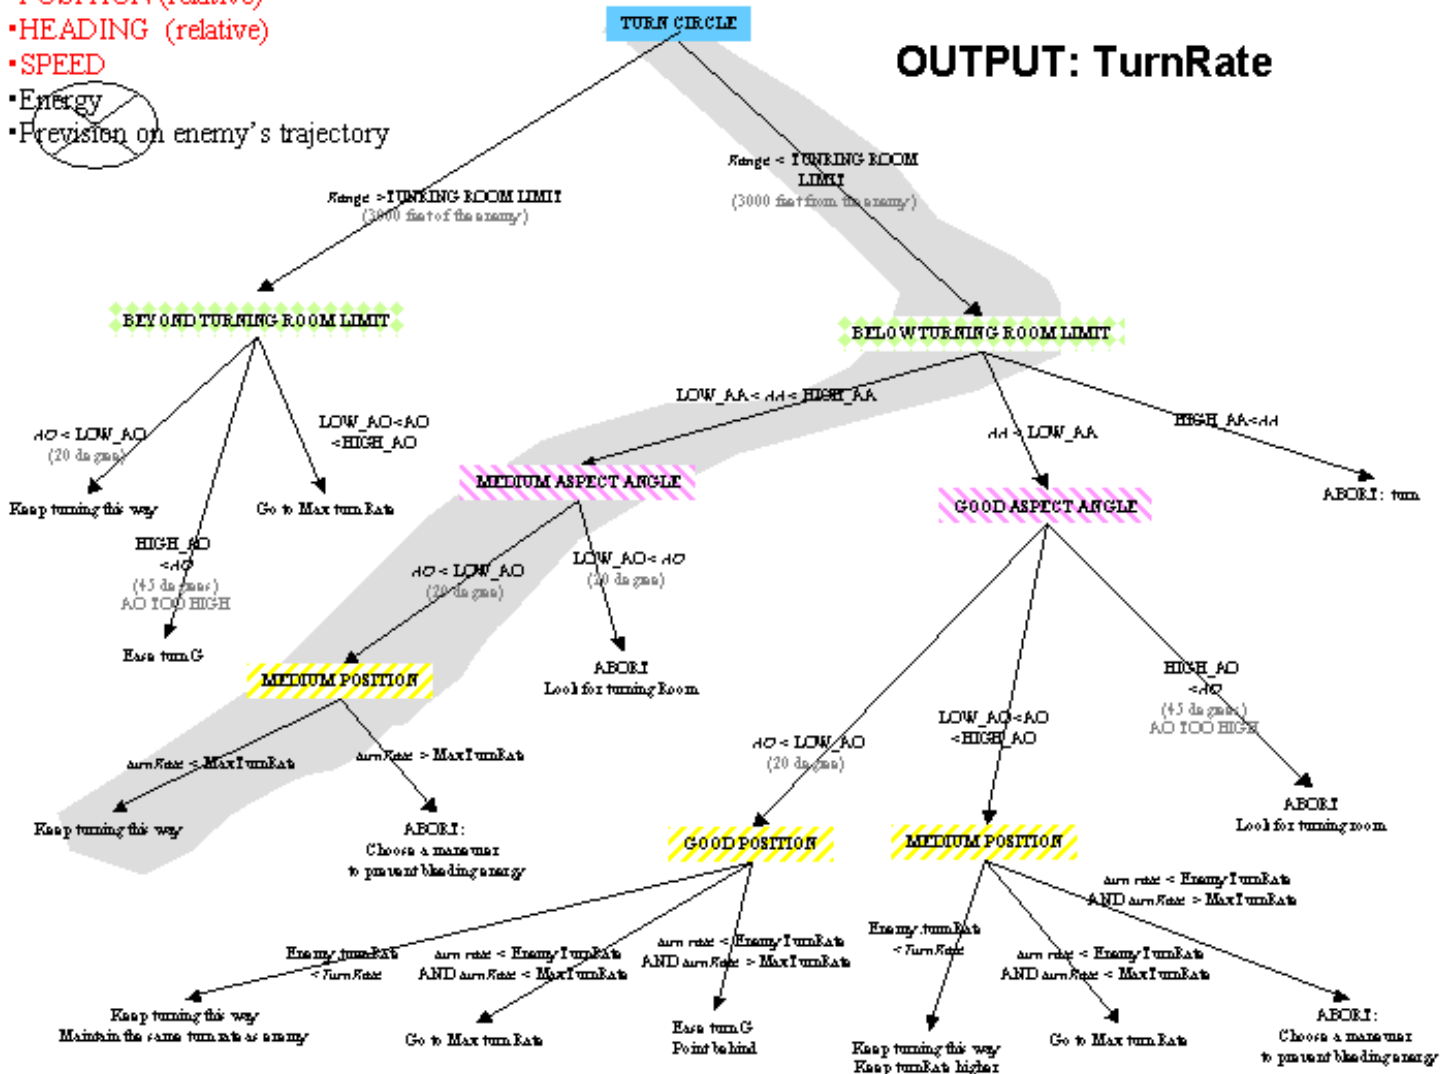 POSITION (relative)
▪HEADING (relative)
▪SPEED
▪Energy
▪Prevision on enemy's trajectory
TURN CIRCLE
OUTPUT: TurnRate
Range >TUNRING ROOM LIMIT
(3000 feet of the enemy)
Range < TUNRING ROOM
LIMIT
(3000 feet from the enemy)
BEYOND TURNING ROOM LIMIT
BELOW TURNING ROOM LIMIT
AO < LOW_AO
(20 degrees)
LOW_AO<AO
<HIGH_AO
Keep turning this way
Go to Max turn Rate
HIGH_AO
<AO
(45 degrees)
AO TOO HIGH
Ease turn G
LOW_AA< AA< HIGH_AA
AA < LOW_AA
HIGH_AA<AA
MEDIUM ASPECT ANGLE
GOOD ASPECT ANGLE
ABORT: turn
AO < LOW_AO
(20 degrees)
LOW_AO< AO
(20 degrees)
MEDIUM POSITION
ABORT
Look for turning Room
turnRate < MaxTurnRate
turnRate > MaxTurnRate
Keep turning this way
ABORT:
Choose a maneuver
to prevent bleeding energy
AO < LOW_AO
(20 degrees)
LOW_AO<AO
<HIGH_AO
HIGH_AO
<AO
(45 degrees)
AO TOO HIGH
GOOD POSITION
MEDIUM POSITION
ABORT
Look for turning room
Enemy.turnRate
<TurnRate
turn rate < EnemyTurnRate
AND turnRate < MaxTurnRate
turn rate < EnemyTurnRate
AND turnRate > MaxTurnRate
Enemy.turnRate
<TurnRate
turn rate < EnemyTurnRate
AND turnRate < MaxTurnRate
turn rate < EnemyTurnRate
AND turnRate > MaxTurnRate
Keep turning this way
Maintain the same turn rate as enemy
Go to Max turn Rate
Ease turn G
Point behind
Keep turning this way
Keep turnRate higher
Go to Max turn Rate
ABORT:
Choose a maneuver
to prevent bleeding energy